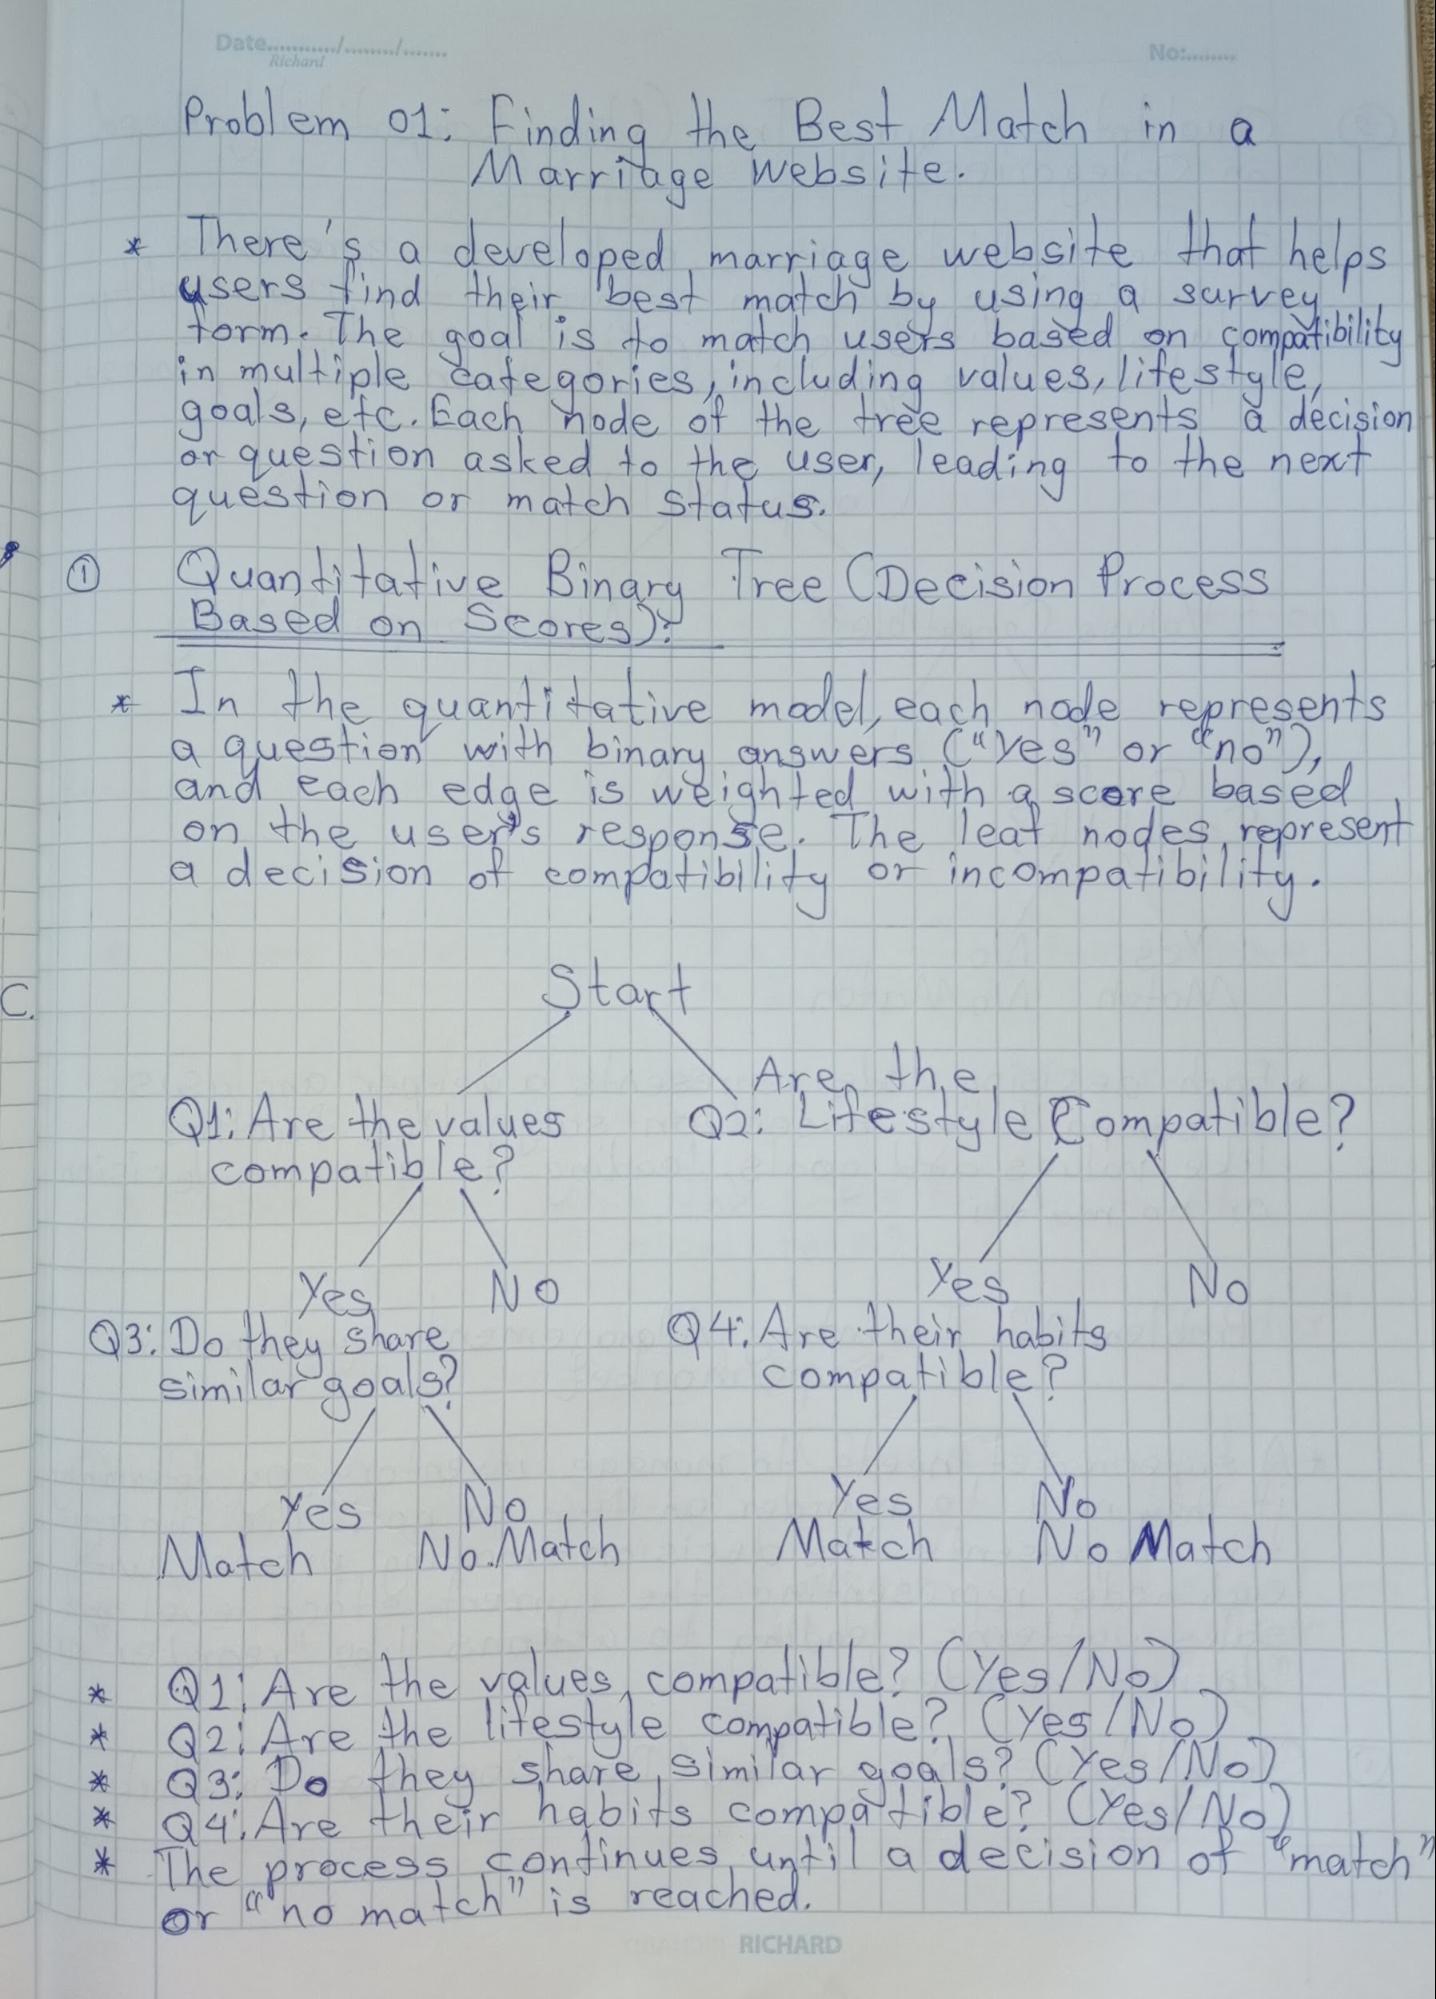 Date.........../......../.......
Richard
No:........
Problem 01: Finding the Best Match in a
Marriage Website.
* There's a developed marriage website that helps
users find their best match by using a survey
form. The goal is to match users based on compatibility
in multiple categories, including values, lifestyle,
goals, etc. Each node of the tree represents a decision
or question asked to the user, leading to the next
question or match status.
① Quantitative Binary Tree (Decision Process
Based on Scores):
* In the quantitative model, each node represents
a question with binary answers ("Yes" or "no"),
and each edge is weighted with a score based
on the user's response. The leaf nodes represent
a decision of compatibility or incompatibility.
C.
Start
Q1: Are the values
compatible?
Are the
Q2: Lifestyle Compatible?
Yes No
Yes No
Q3: Do they share
similar goals?
Q4: Are their habits
compatible?
Yes No
Match No Match
Yes No
Match No Match
* Q1: Are the values compatible? (Yes/No)
* Q2: Are the lifestyle compatible? (Yes/No)
* Q3: Do they share similar goals? (Yes/No)
* Q4: Are their habits compatible? (Yes/No)
* The process continues until a decision of "match"
or "no match" is reached.
RICHARD